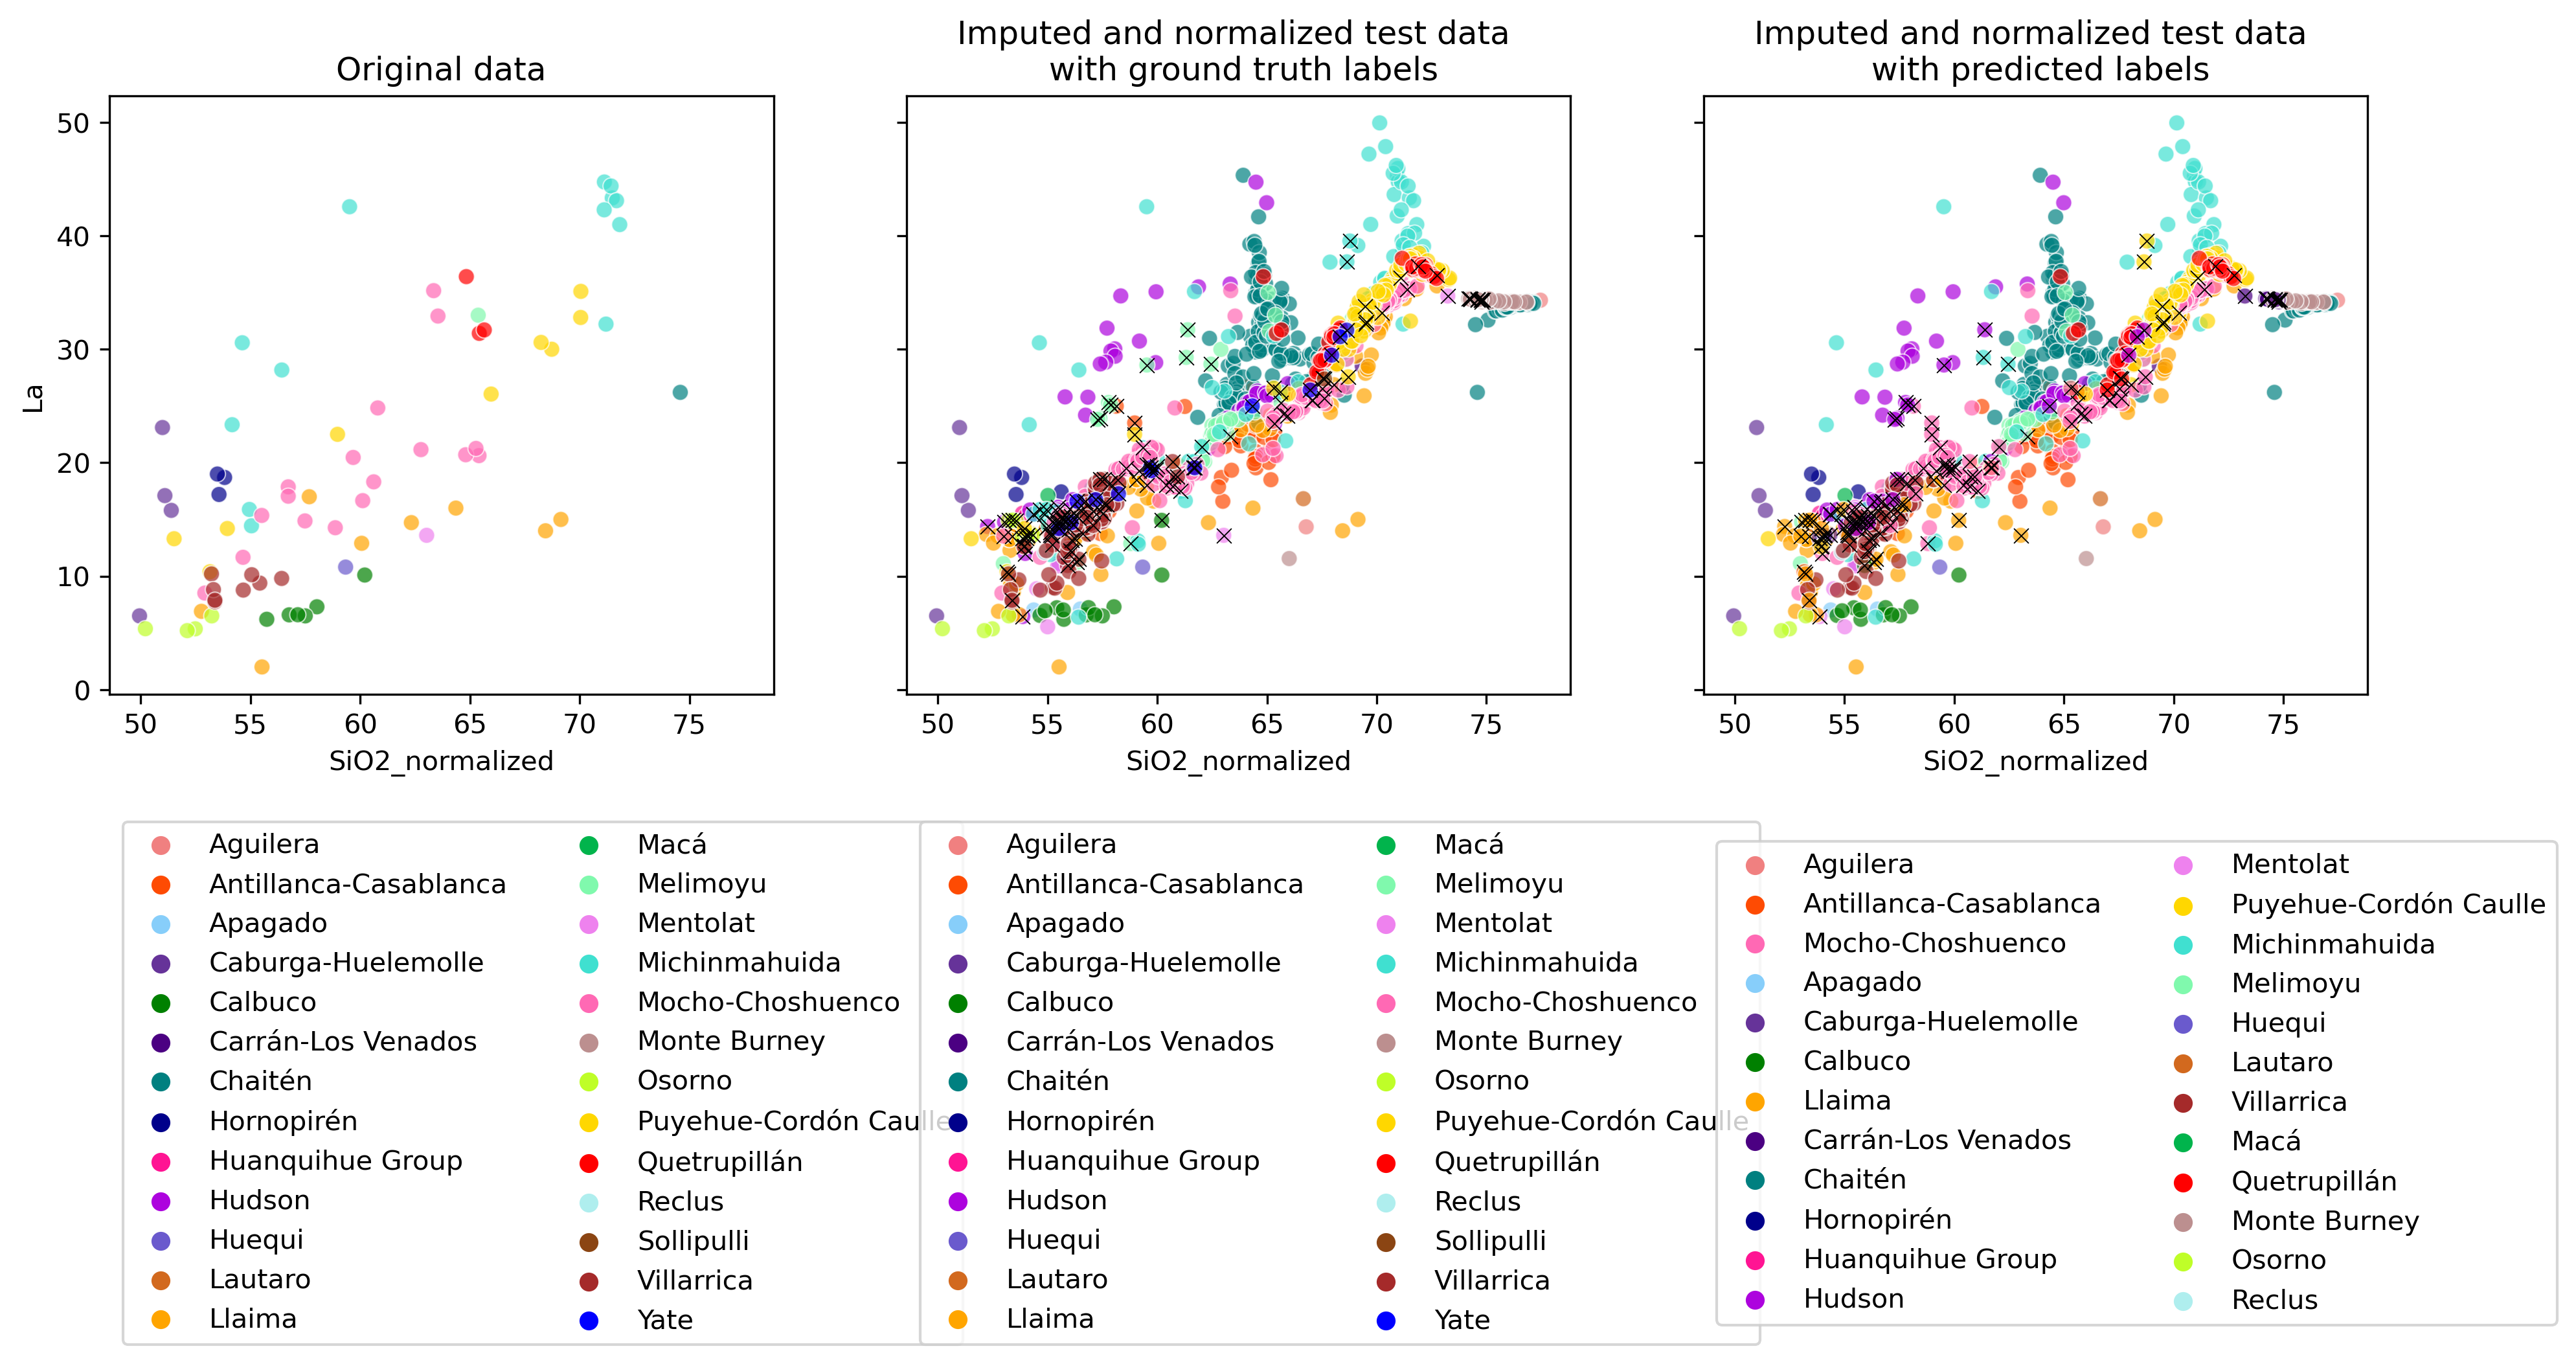 Original data
Imputed and normalized test data
with ground truth labels
Imputed and normalized test data
with predicted labels
La
50
40
30
20
10
0
50 55 60 65 70 75
SiO2_normalized
50 55 60 65 70 75
SiO2_normalized
50 55 60 65 70 75
SiO2_normalized
Aguilera
Antillanca-Casablanca
Apagado
Caburga-Huelemolle
Calbuco
Carrán-Los Venados
Chaitén
Hornopirén
Huanquihue Group
Hudson
Huequi
Lautaro
Llaima
Macá
Melimoyu
Mentolat
Michinmahuida
Mocho-Choshuenco
Monte Burney
Osorno
Puyehue-Cordón Caulle
Quetrupillán
Reclus
Sollipulli
Villarrica
Yate
Aguilera
Antillanca-Casablanca
Apagado
Caburga-Huelemolle
Calbuco
Carrán-Los Venados
Chaitén
Hornopirén
Huanquihue Group
Hudson
Huequi
Lautaro
Llaima
Macá
Melimoyu
Mentolat
Michinmahuida
Mocho-Choshuenco
Monte Burney
Osorno
Puyehue-Cordón Caulle
Quetrupillán
Reclus
Sollipulli
Villarrica
Yate
Aguilera
Antillanca-Casablanca
Mocho-Choshuenco
Apagado
Caburga-Huelemolle
Calbuco
Llaima
Carrán-Los Venados
Chaitén
Hornopirén
Huanquihue Group
Hudson
Mentolat
Puyehue-Cordón Caulle
Michinmahuida
Melimoyu
Huequi
Lautaro
Villarrica
Macá
Quetrupillán
Monte Burney
Osorno
Reclus